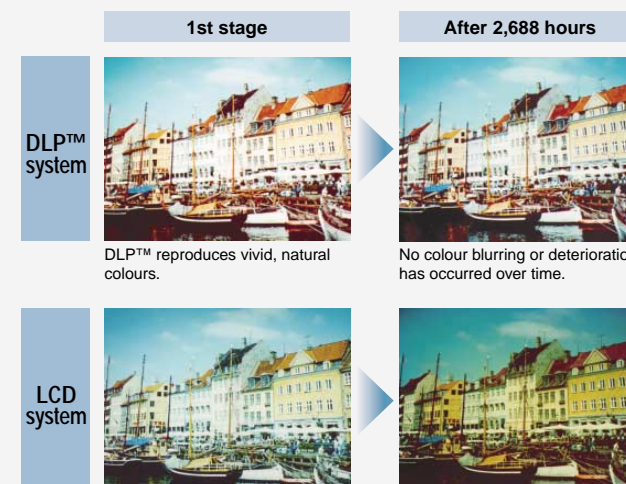 1st stage
After 2,688 hours
DLP™
system
DLP™ reproduces vivid, natural
colours.
No colour blurring or
has occurred over time.
LCD
system